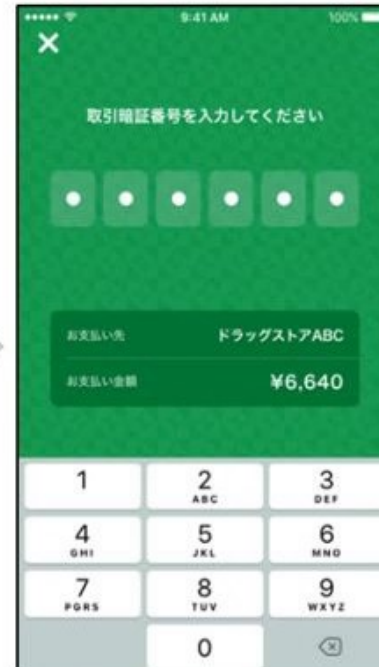 9:41 AM 100%
取引暗証番号を入力してください
お支払い先 ドラッグストアABC
お支払い金額 ¥6,640
1 2 3
ABC DEF
4 5 6
GHI JKL MNO
7 8 9
PQRS TUV WXYZ
0